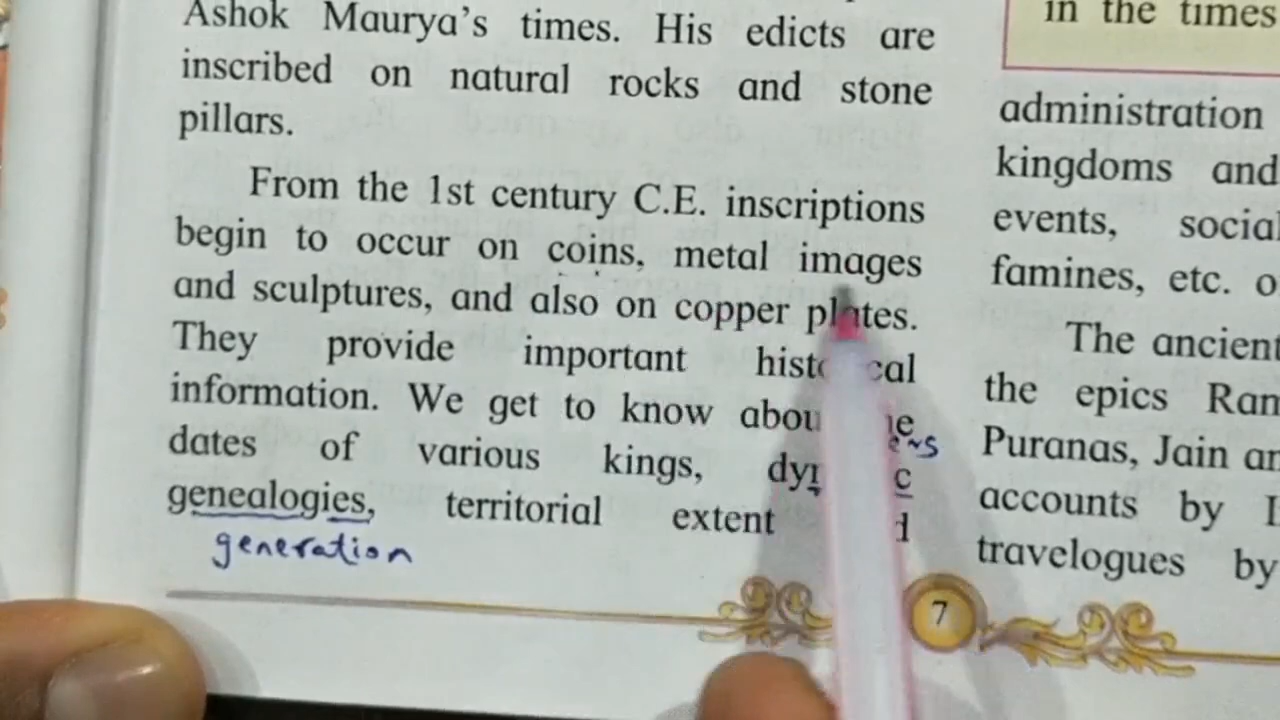 Ashok Maurya's times. His edicts are
inscribed on natural rocks and stone
pillars.
From the 1st century C.E. inscriptions
begin to occur on coins, metal images
and sculptures, and also on copper plates.
They provide important historical
information. We get to know
dates of various kings,
genealogies, territorial extent
generation
7
in the times
administration
kingdoms and
events,
famines, etc.
The ancient
the epics
Puranas, Jain
accounts by
travelogues by